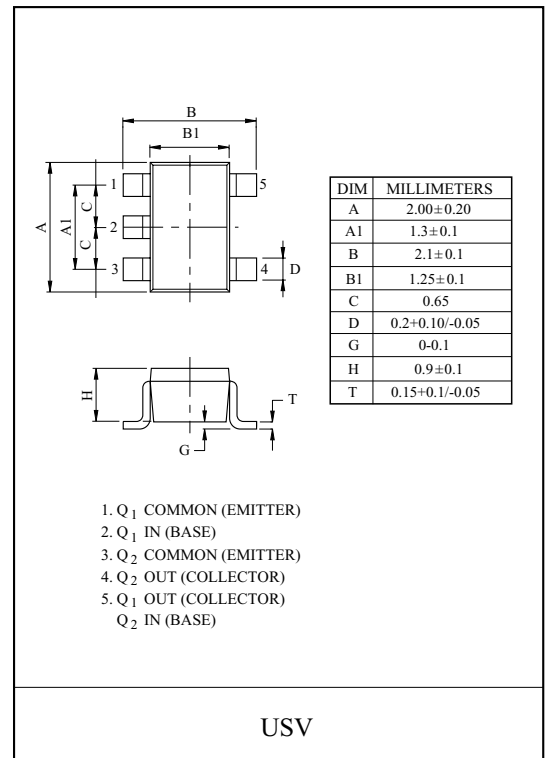 B
B1
1
5
A
A1
C
2
C
3
4
D
DIM MILLIMETERS
A 2.00±0.20
A1 1.3±0.1
B 2.1±0.1
B1 1.25±0.1
C 0.65
D 0.2+0.10/-0.05
G 0-0.1
H 0.9±0.1
T 0.15+0.1/-0.05
H
T
G
1. Q1 COMMON (EMITTER)
2. Q1 IN (BASE)
3. Q2 COMMON (EMITTER)
4. Q2 OUT (COLLECTOR)
5. Q1 OUT (COLLECTOR)
Q2 IN (BASE)
USV